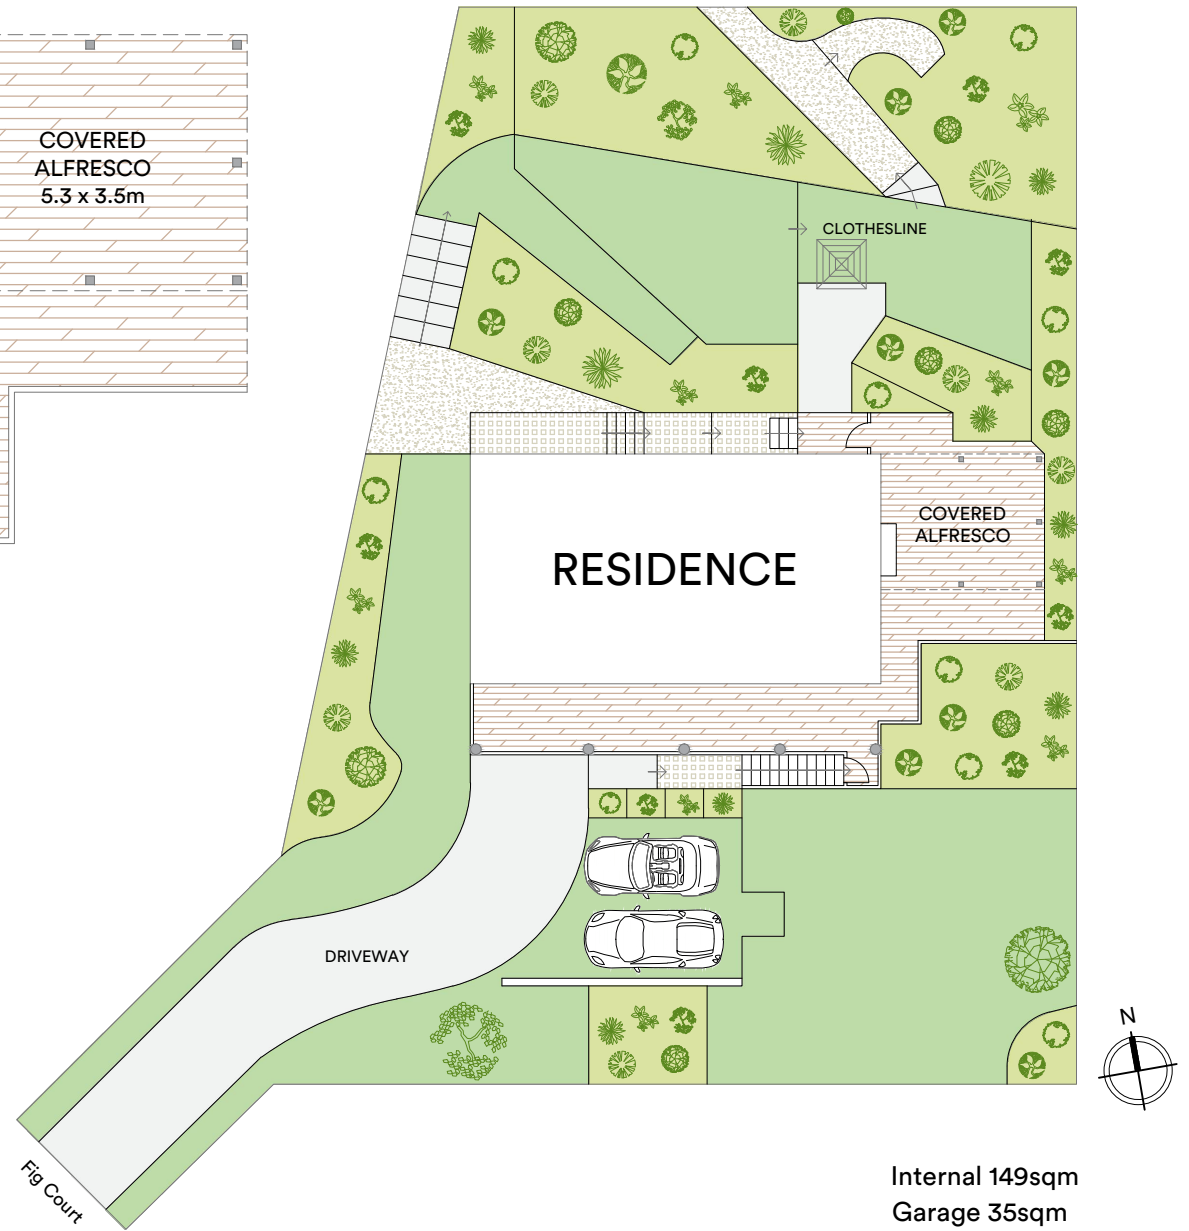 COVERED
ALFRESCO
5.3 x 3.5m
CLOTHESLINE
COVERED
ALFRESCO
RESIDENCE
DRIVEWAY
N
Fig Court
Internal 149sqm
Garage 35sqm